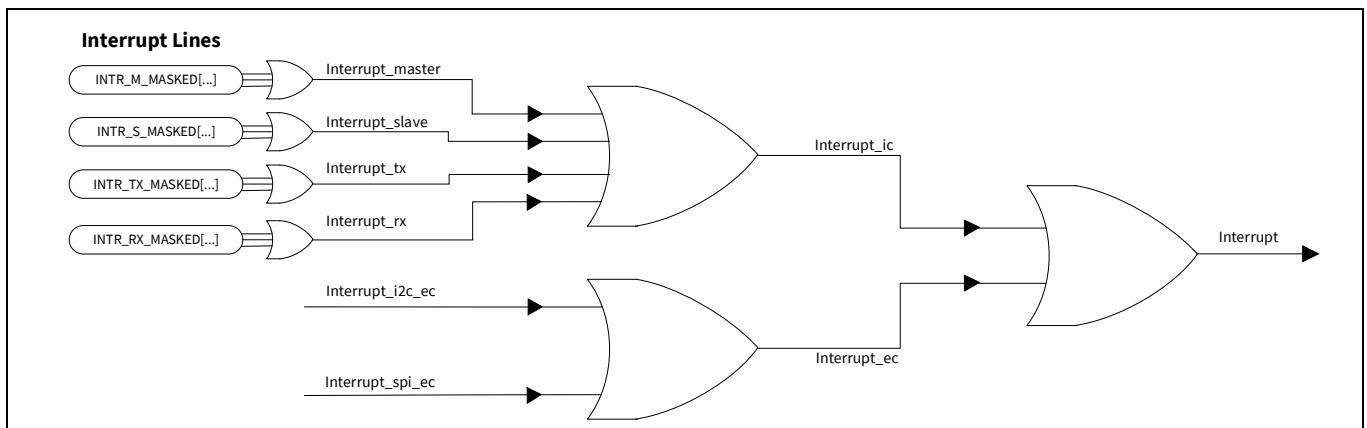 Interrupt Lines
INTR_M_MASKED[...]
Interrupt_master
INTR_S_MASKED[...]
Interrupt_slave
INTR_TX_MASKED[...]
Interrupt_tx
INTR_RX_MASKED[...]
Interrupt_rx
Interrupt_ic
Interrupt
Interrupt_i2c_ec
Interrupt_spi_ec
Interrupt_ec